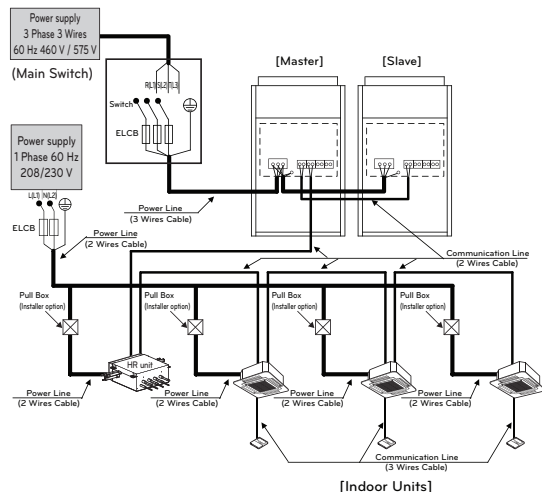 Power supply
3 Phase 3 Wires
60 Hz 460 V / 575 V
(Main Switch)
R(L1) S(L2) T(L3)
Switch
ELCB
[Master]
[Slave]
Power supply
1 Phase 60 Hz
208/230 V
L(L1) N(L2)
ELCB
Power Line
(2 Wires Cable)
Power Line
(3 Wires Cable)
Communication Line
(2 Wires Cable)
Pull Box
(Installer option)
Pull Box
(Installer option)
Pull Box
(Installer option)
Pull Box
(Installer option)
HR unit
Power Line
(2 Wires Cable)
Power Line
(2 Wires Cable)
Power Line
(2 Wires Cable)
Power Line
(2 Wires Cable)
Communication Line
(3 Wires Cable)
[Indoor Units]